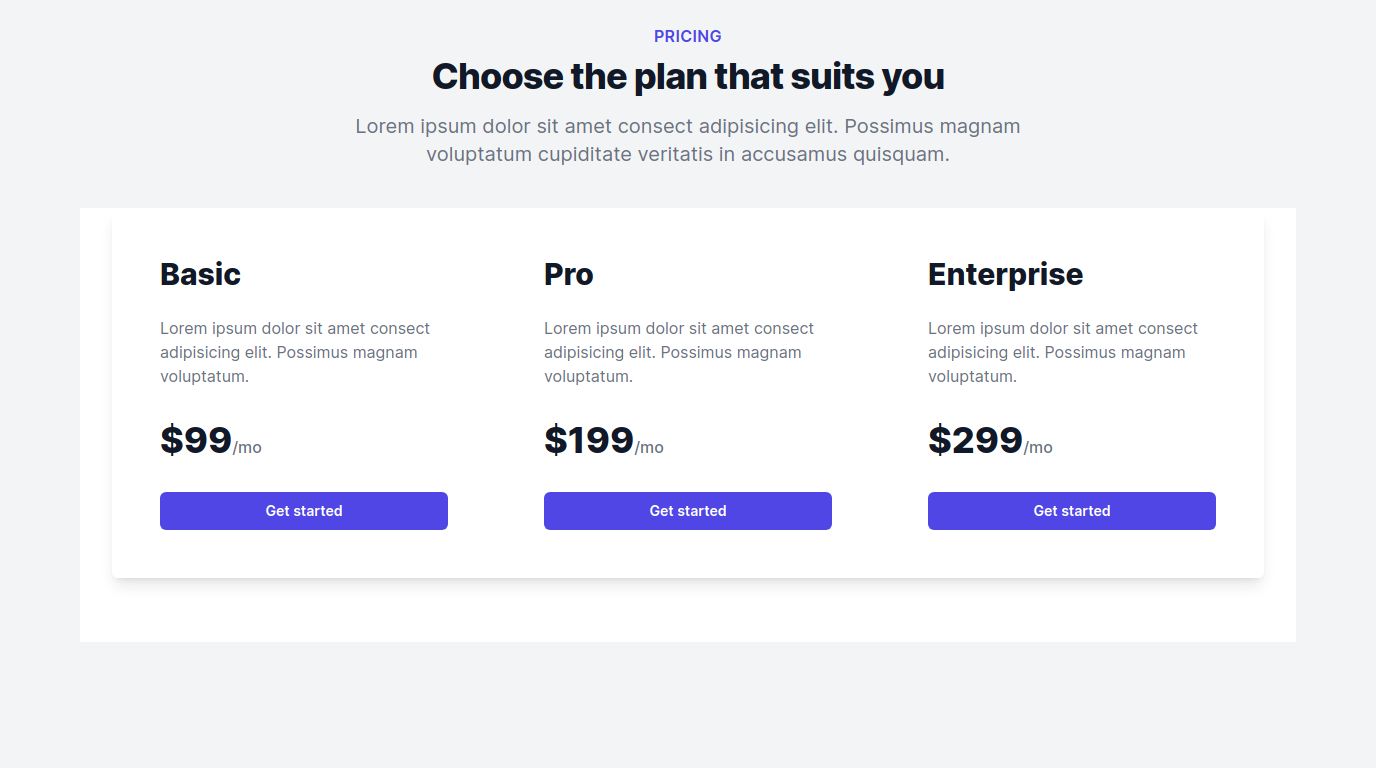 PRICING
Choose the plan that suits you
Lorem ipsum dolor sit amet consect adipisicing elit. Possimus magnam
voluptatum cupiditate veritatis in accusamus quisquam.
Basic
Lorem ipsum dolor sit amet consect
adipisicing elit. Possimus magnam
voluptatum.
$99/mo
Get started
Pro
Lorem ipsum dolor sit amet consect
adipisicing elit. Possimus magnam
voluptatum.
$199/mo
Get started
Enterprise
Lorem ipsum dolor sit amet consect
adipisicing elit. Possimus magnam
voluptatum.
$299/mo
Get started